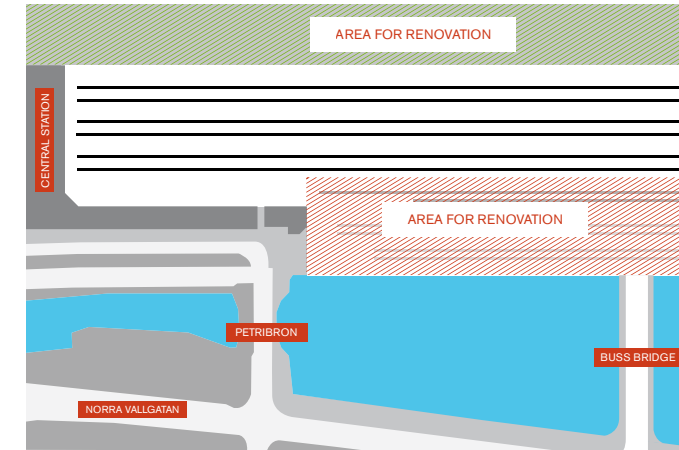 AREA FOR RENOVATION
CENTRAL STATION
AREA FOR RENOVATION
PETRIBRON
BUSS BRIDGE
NORRA VALLGATAN